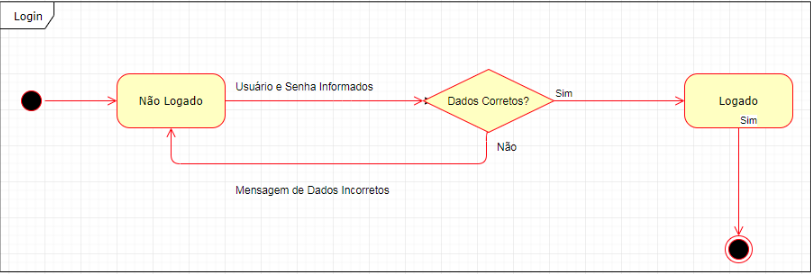 Login
Usuário e Senha Informados
Não Logado
Dados Corretos?
Sim
Logado
Sim
Não
Mensagem de Dados Incorretos